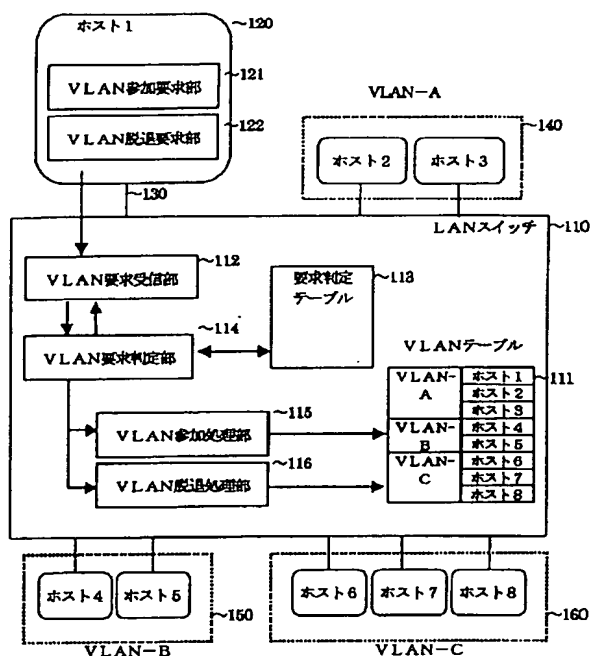 ホスト1
120
VLAN参加要求部
121
VLAN脱退要求部
122
130
VLAN-A
140
ホスト2
ホスト3
LANスイッチ
110
VLAN要求受信部
112
要求判定
テーブル
113
VLAN要求判定部
114
VLANテーブル
111
VLAN-
A
ホスト1
ホスト2
ホスト3
VLAN-
B
ホスト4
ホスト5
VLAN-
C
ホスト6
ホスト7
ホスト8
VLAN参加処理部
115
VLAN脱退処理部
116
ホスト4
ホスト5
150
VLAN-B
ホスト6
ホスト7
ホスト8
160
VLAN-C